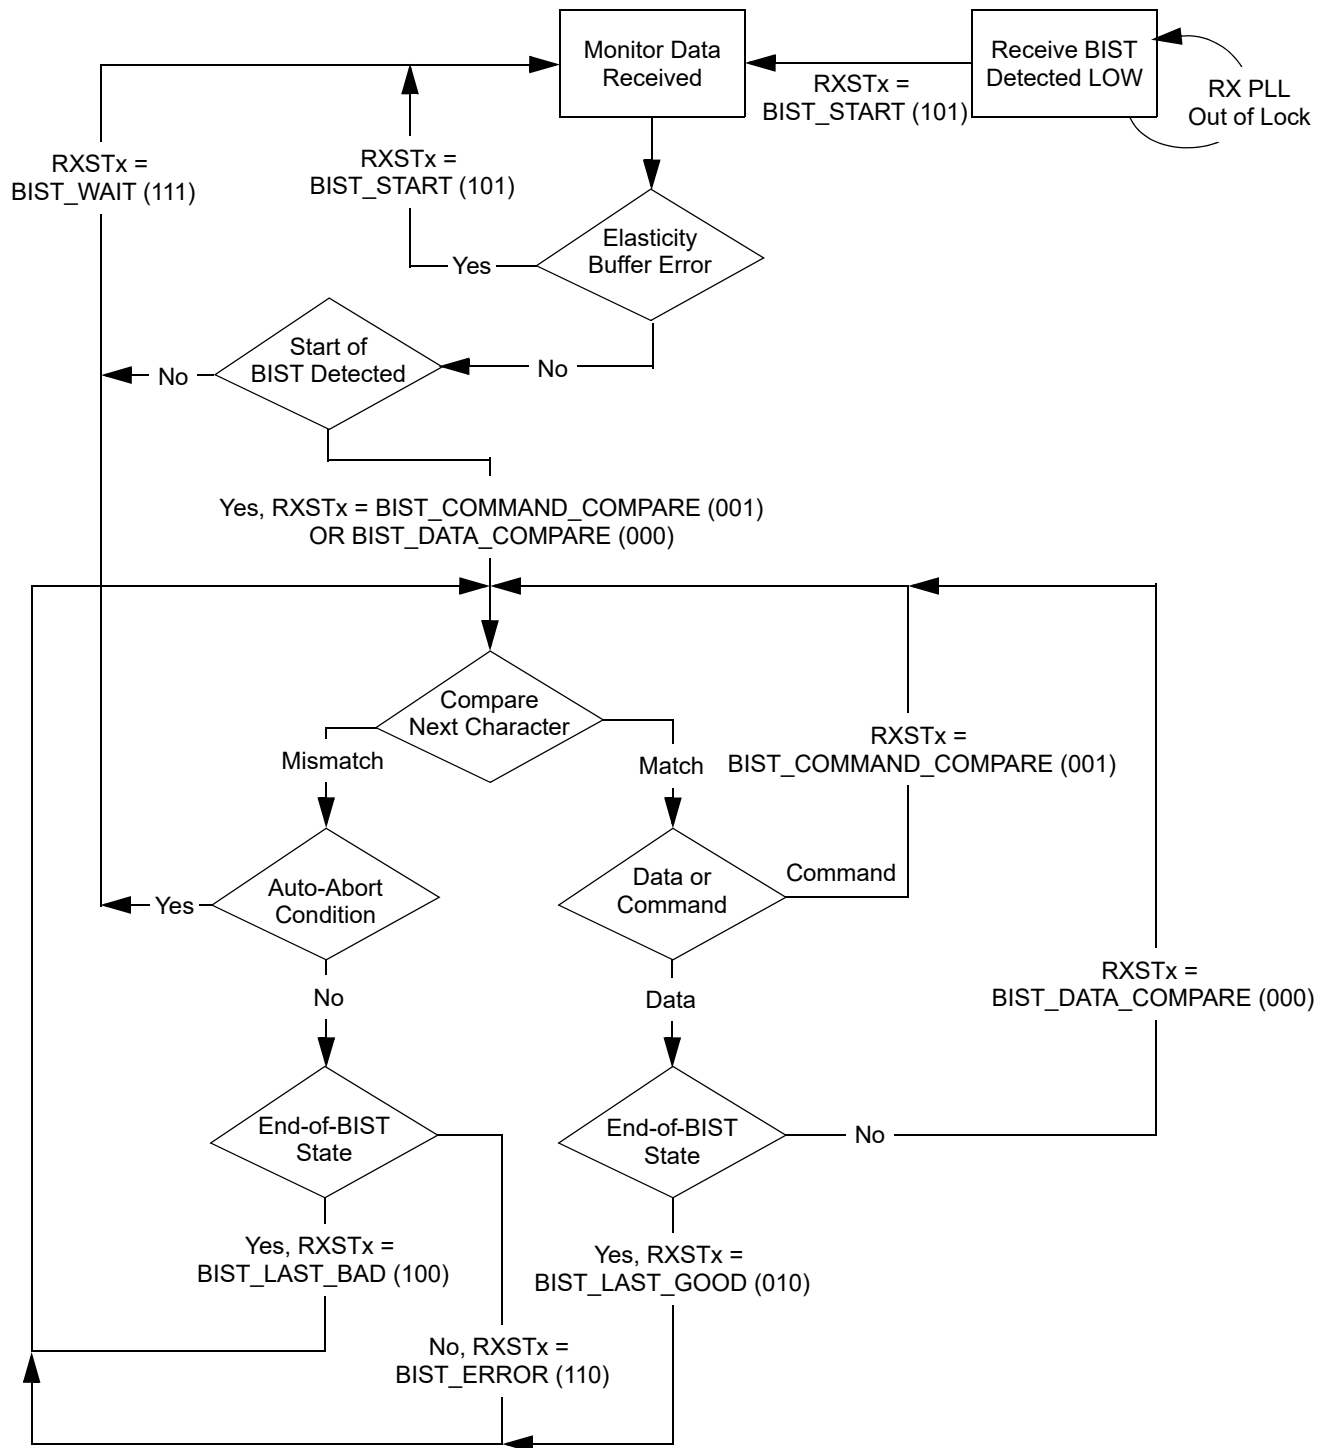 Monitor Data
Received
Receive BIST
Detected LOW
RX PLL
Out of Lock
RXSTx =
BIST_START (101)
RXSTx =
BIST_WAIT (111)
RXSTx =
BIST_START (101)
Elasticity
Buffer Error
Yes
No
Start of
BIST Detected
No
Yes, RXSTx = BIST_COMMAND_COMPARE (001)
OR BIST_DATA_COMPARE (000)
Compare
Next Character
Mismatch
Match
RXSTx =
BIST_COMMAND_COMPARE (001)
Auto-Abort
Condition
Yes
Data or
Command
Command
No
Data
RXSTx =
BIST_DATA_COMPARE (000)
End-of-BIST
State
End-of-BIST
State
No
Yes, RXSTx =
BIST_LAST_BAD (100)
Yes, RXSTx =
BIST_LAST_GOOD (010)
No, RXSTx =
BIST_ERROR (110)